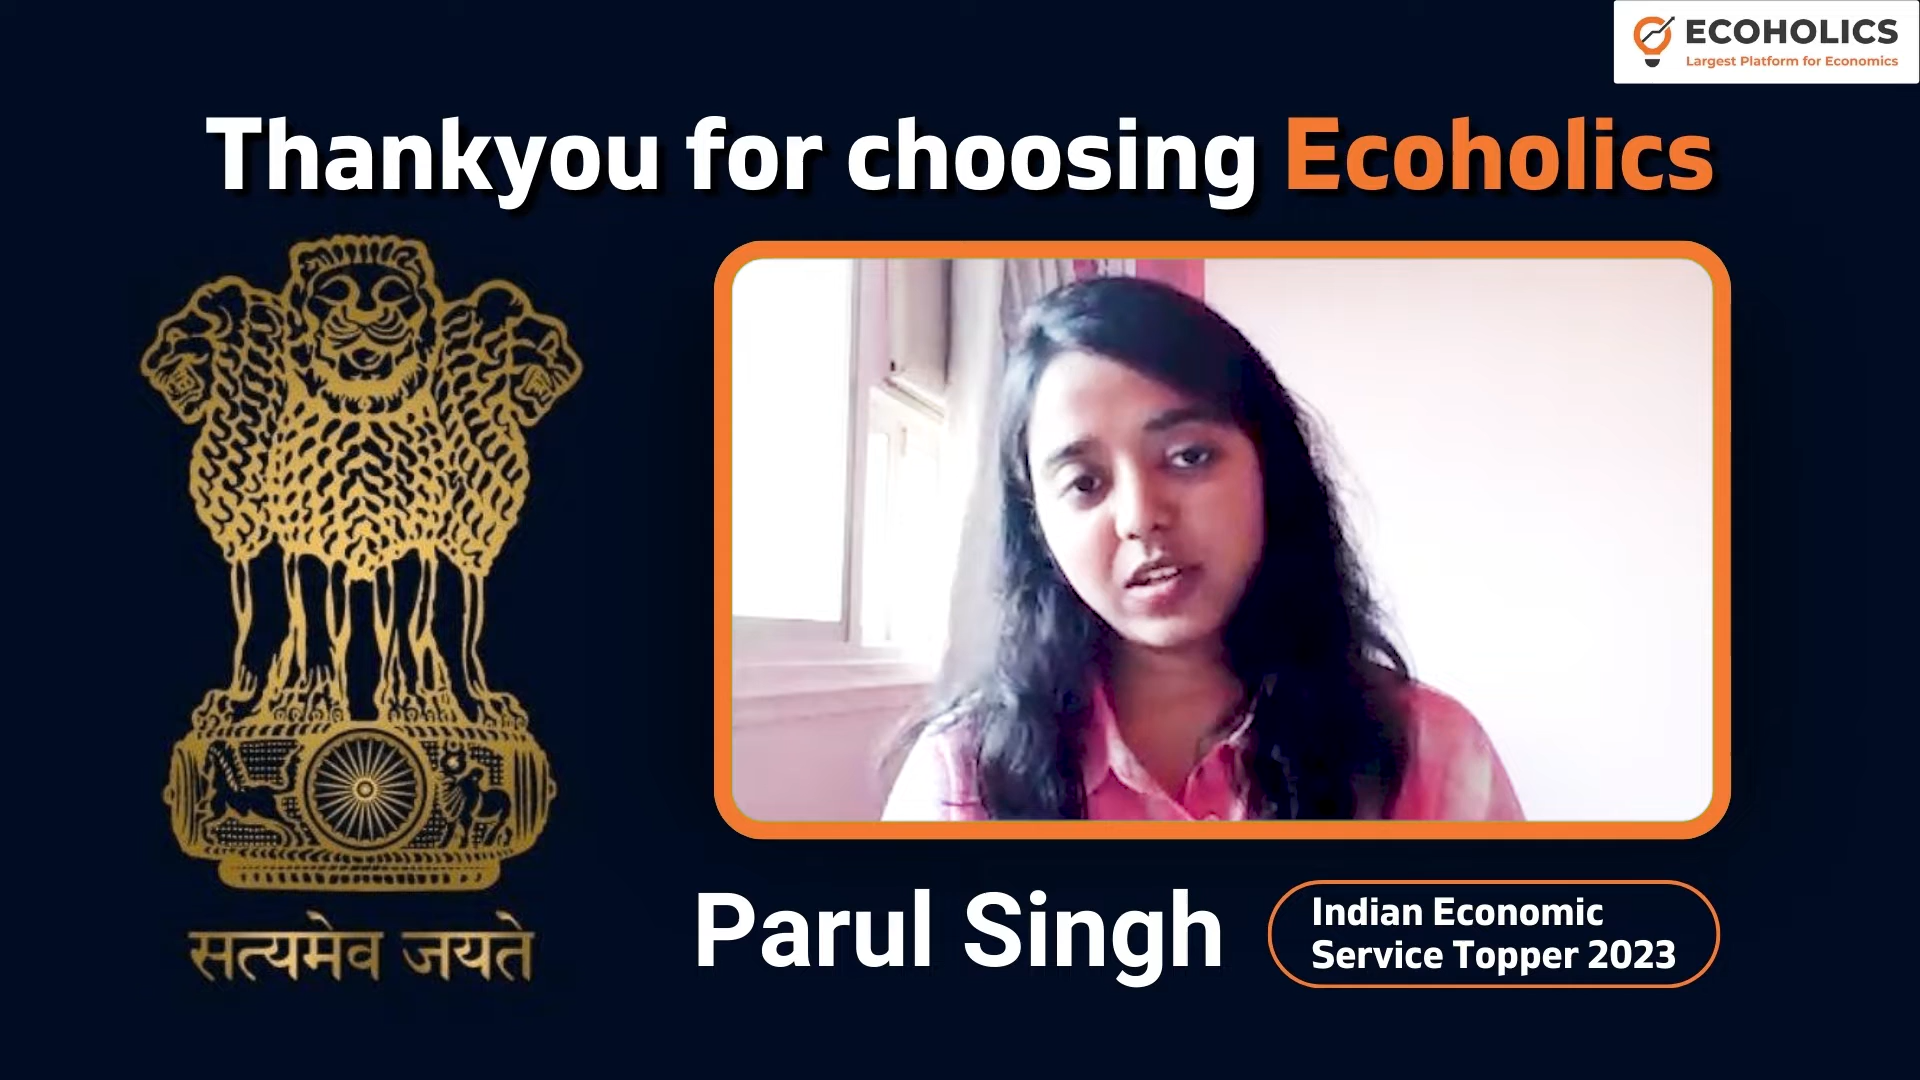 ECOHOLICS
Largest Platform for Economics
Thankyou for choosing Ecoholics
सत्यमेव जयते
Parul Singh
Indian Economic
Service Topper 2023